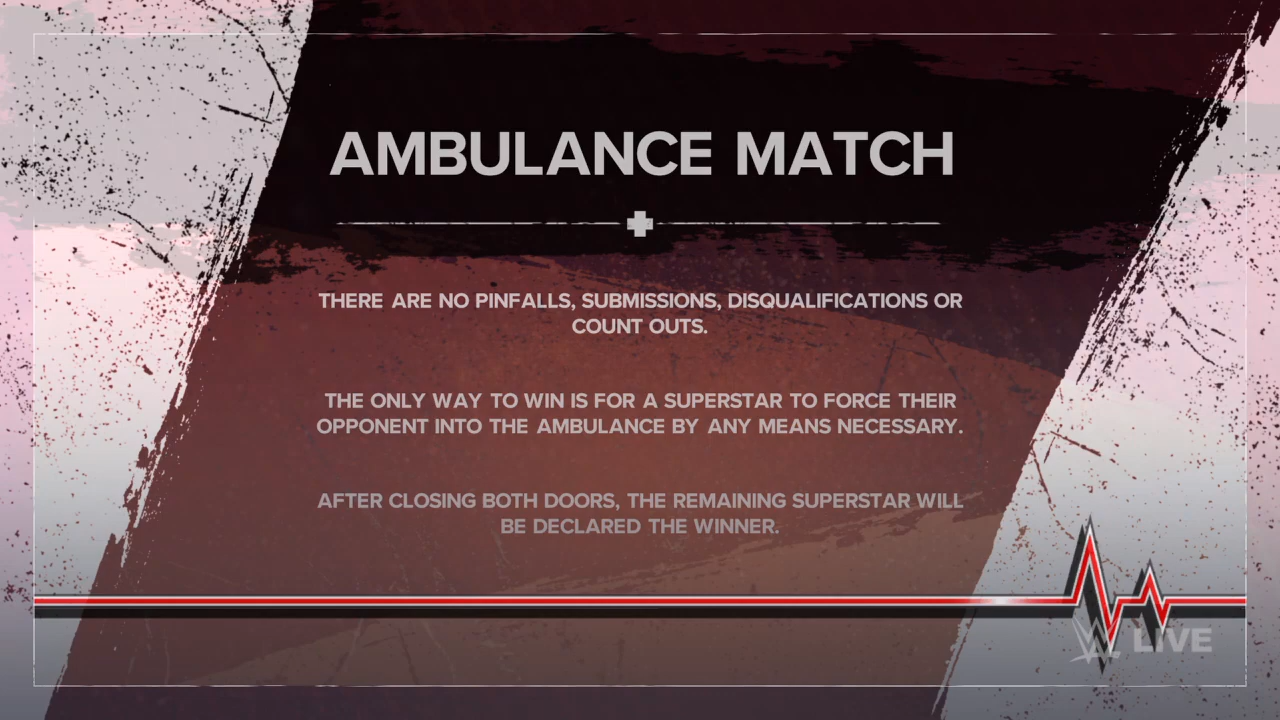 AMBULANCE MATCH
THERE ARE NO PINFALLS, SUBMISSIONS, DISQUALIFICATIONS OR
COUNT OUTS.
THE ONLY WAY TO WIN IS FOR A SUPERSTAR TO FORCE THEIR
OPPONENT INTO THE AMBULANCE BY ANY MEANS NECESSARY.
AFTER CLOSING BOTH DOORS, THE REMAINING SUPERSTAR WILL
BE DECLARED THE WINNER.
W LIVE